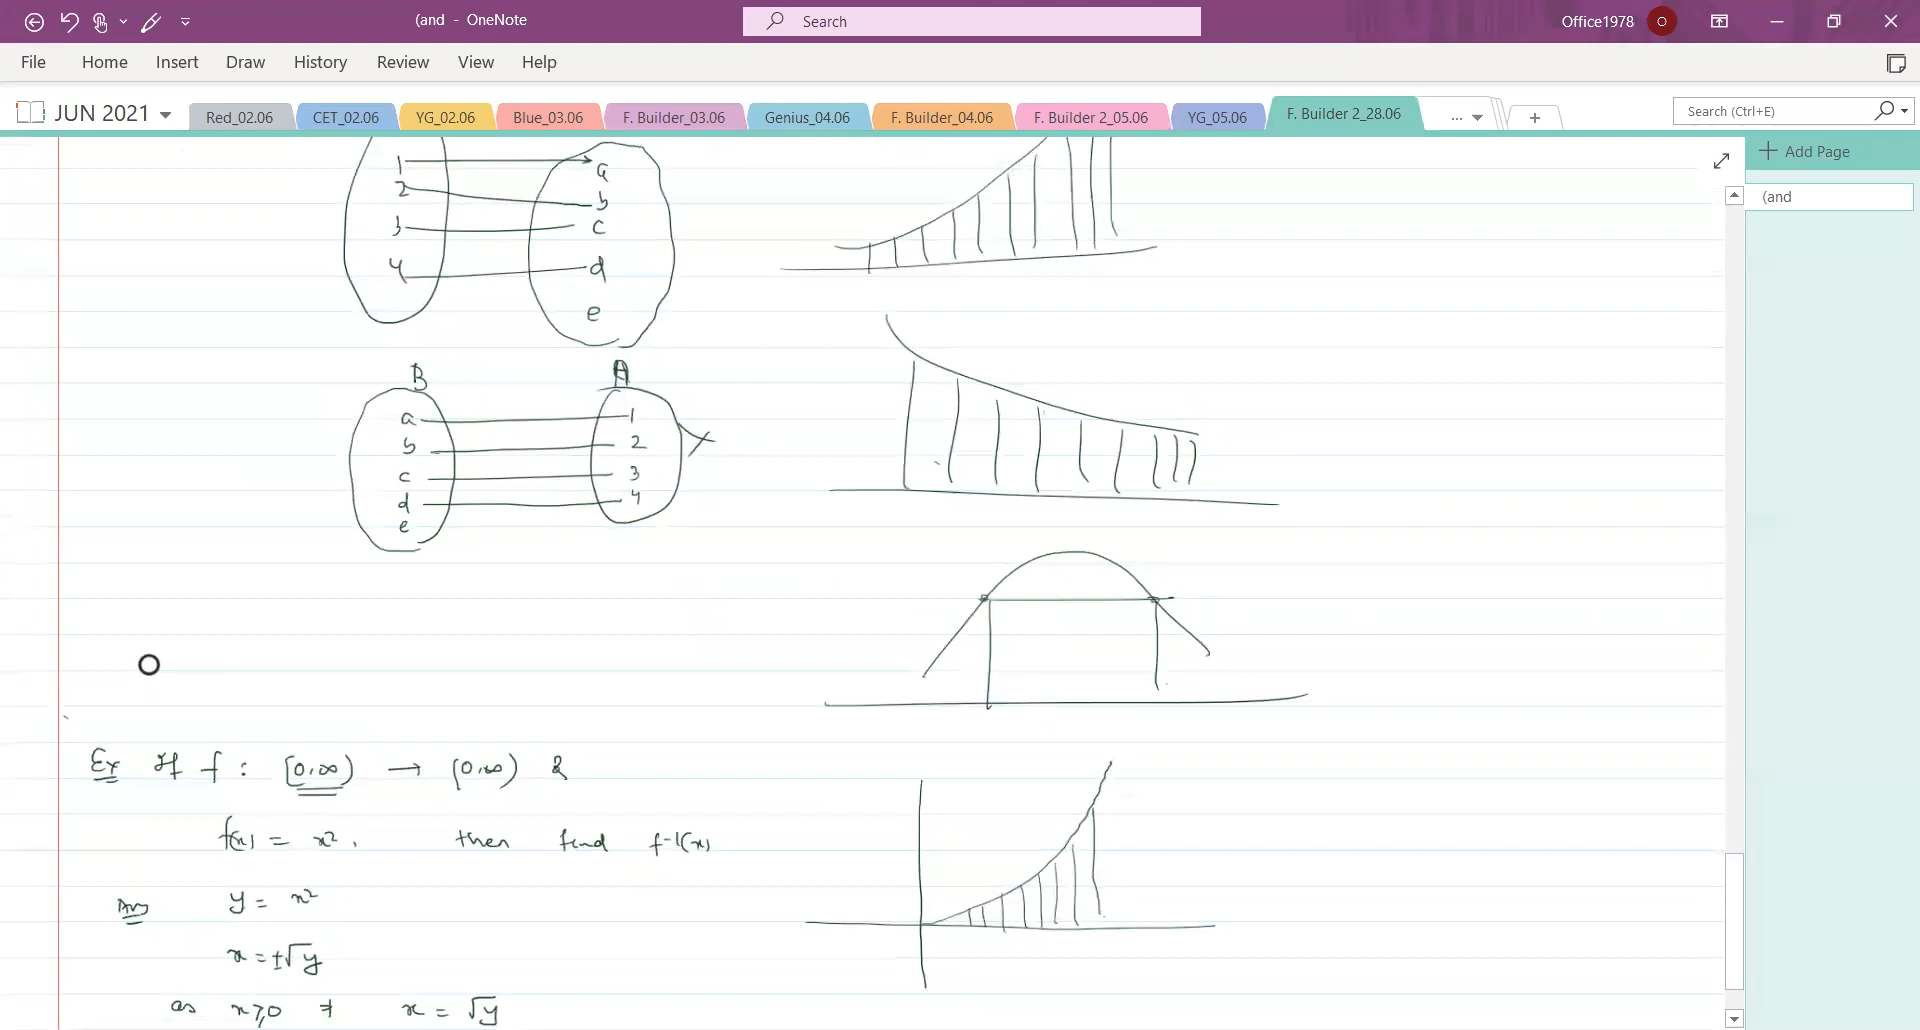 (and - OneNote
Search
Office1978
O
File Home Insert Draw History Review View Help
JUN 2021
Red_02.06 CET_02.06 YG_02.06 Blue_03.06 F. Builder_03.06 Genius_04.06 F. Builder_04.06 F. Builder 2_05.06 YG_05.06 F. Builder 2_28.06 ...
Search (Ctrl+E)
Add Page
(and
1 a
2 b
3 c
4 d
e
B A
a 1
b 2
c 3
d 4
e
Ex If f : [0,∞) → [0,∞) &
f(x) = x², then find f-1(x)
Ans y = x²
x = ±√y
as x≥0 ⇒ x = √y